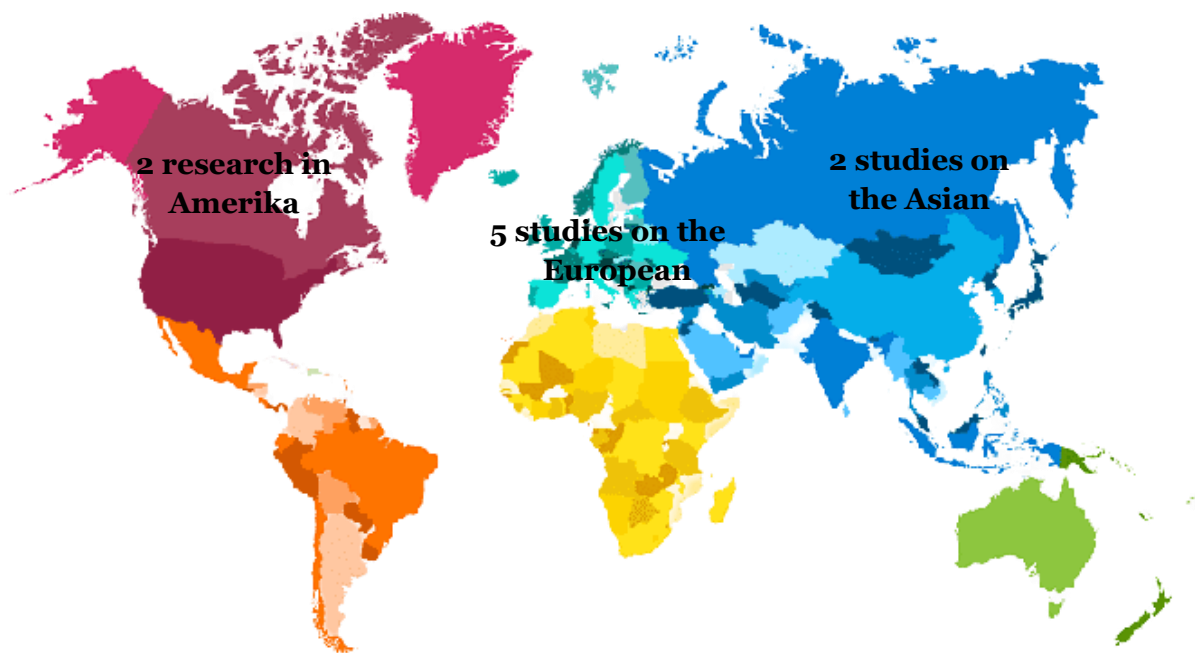 2 research in
Amerika
5 studies on the
European
2 studies on
the Asian